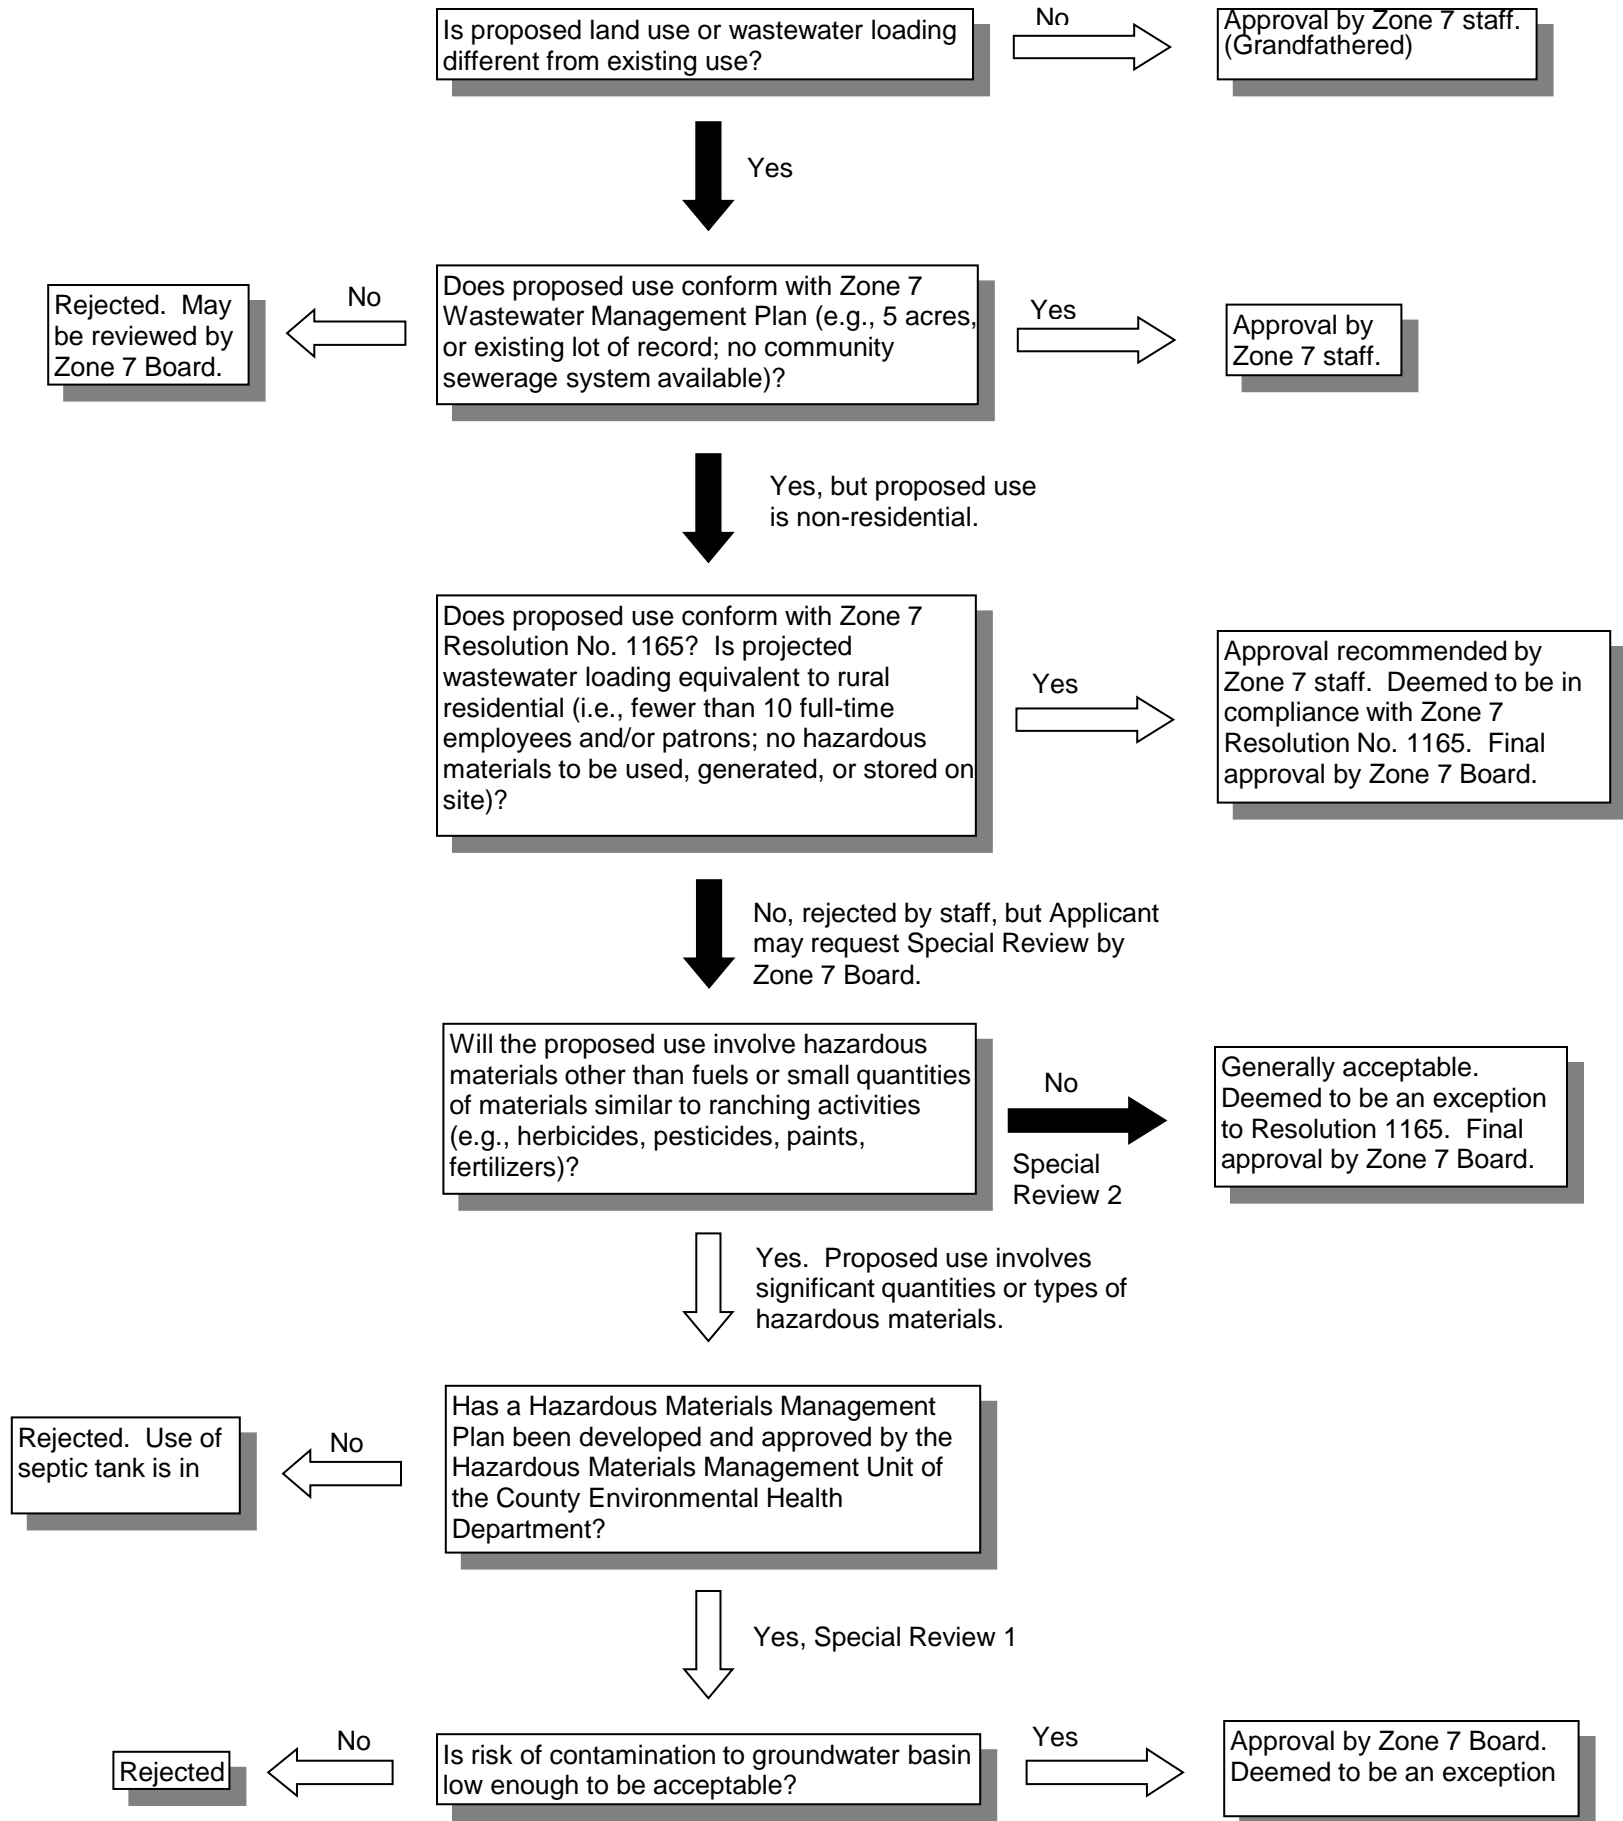 Is proposed land use or wastewater loading
different from existing use?
No
Approval by Zone 7 staff.
(Grandfathered)
Yes
Rejected.  May
be reviewed by
Zone 7 Board.
No
Does proposed use conform with Zone 7
Wastewater Management Plan (e.g., 5 acres,
or existing lot of record; no community
sewerage system available)?
Yes
Approval by
Zone 7 staff.
Yes, but proposed use
is non-residential.
Does proposed use conform with Zone 7
Resolution No. 1165?  Is projected
wastewater loading equivalent to rural
residential (i.e., fewer than 10 full-time
employees and/or patrons; no hazardous
materials to be used, generated, or stored on
site)?
Yes
Approval recommended by
Zone 7 staff.  Deemed to be in
compliance with Zone 7
Resolution No. 1165.  Final
approval by Zone 7 Board.
No, rejected by staff, but Applicant
may request Special Review by
Zone 7 Board.
Will the proposed use involve hazardous
materials other than fuels or small quantities
of materials similar to ranching activities
(e.g., herbicides, pesticides, paints,
fertilizers)?
No
Special
Review 2
Generally acceptable.
Deemed to be an exception
to Resolution 1165.  Final
approval by Zone 7 Board.
Yes.  Proposed use involves
significant quantities or types of
hazardous materials.
Rejected.  Use of
septic tank is in
No
Has a Hazardous Materials Management
Plan been developed and approved by the
Hazardous Materials Management Unit of
the County Environmental Health
Department?
Yes, Special Review 1
Rejected
No
Is risk of contamination to groundwater basin
low enough to be acceptable?
Yes
Approval by Zone 7 Board.
Deemed to be an exception